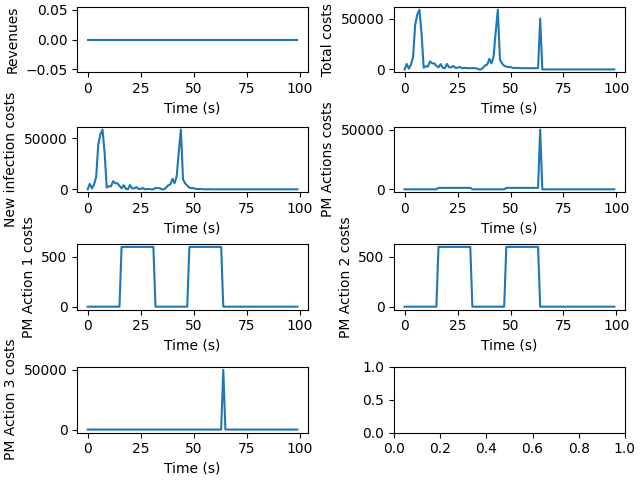 Revenues
0.05
0.00
−0.05
0 25 50 75 100
Time (s)
Total costs
50000
0
0 25 50 75 100
Time (s)
New infection costs
50000
0
0 25 50 75 100
Time (s)
PM Actions costs
50000
0
0 25 50 75 100
Time (s)
PM Action 1 costs
500
0
0 25 50 75 100
Time (s)
PM Action 2 costs
500
0
0 25 50 75 100
Time (s)
PM Action 3 costs
50000
0
0 25 50 75 100
Time (s)
1.0
0.5
0.0
0.0 0.2 0.4 0.6 0.8 1.0